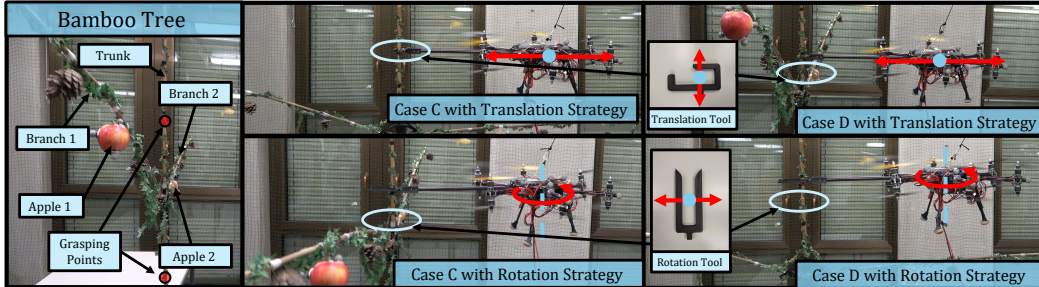 Bamboo Tree
Trunk
Branch 2
Branch 1
Apple 1
Grasping
Points
Apple 2
Case C with Translation Strategy
Translation Tool
Case D with Translation Strategy
Case C with Rotation Strategy
Rotation Tool
Case D with Rotation Strategy